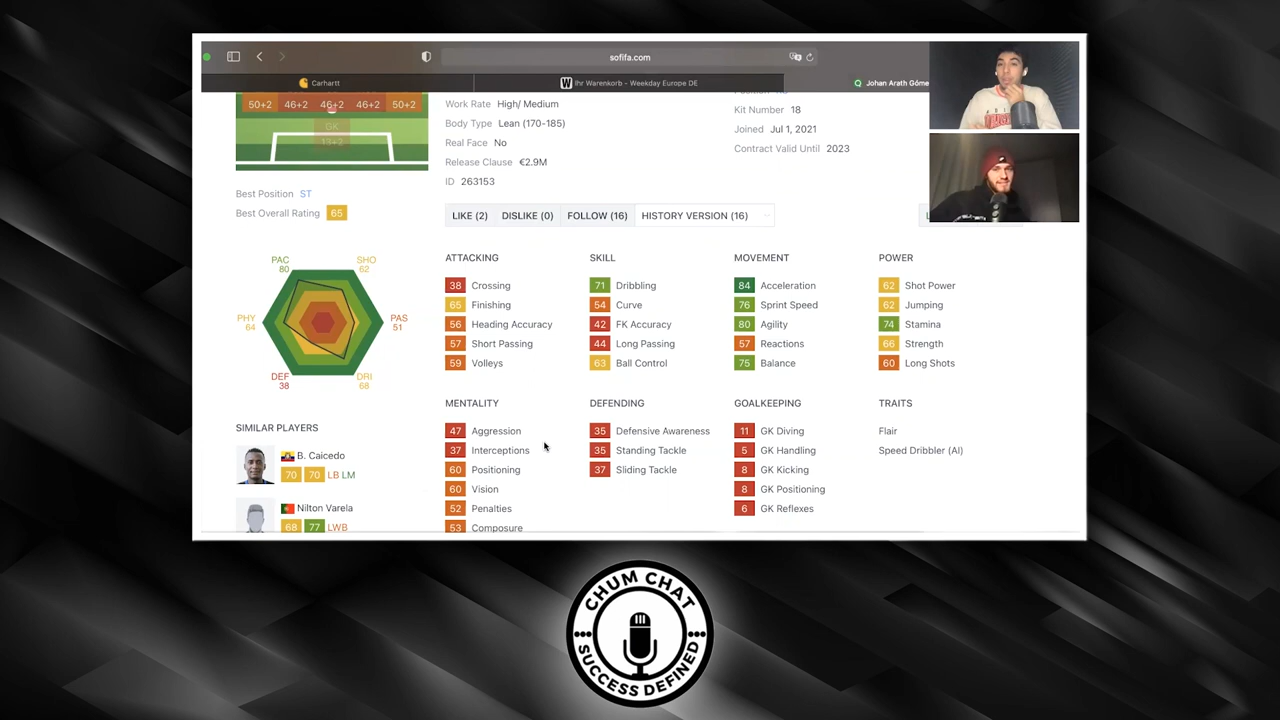 sofifa.com
Carhartt
Ihr Warenkorb - Weekday Europe DE
Johan Arath Góme
50+2 46+2 46+2 46+2 50+2
GK
13+2
Work Rate High/ Medium
Body Type Lean (170-185)
Real Face No
Release Clause €2.9M
ID 263153
Kit Number 18
Joined Jul 1, 2021
Contract Valid Until 2023
Best Position ST
Best Overall Rating 65
LIKE (2) DISLIKE (0) FOLLOW (16) HISTORY VERSION (16)
PAC
80
SHO
62
PHY
64
PAS
51
DEF
38
DRI
68
ATTACKING
38 Crossing
65 Finishing
56 Heading Accuracy
57 Short Passing
59 Volleys
SKILL
71 Dribbling
54 Curve
42 FK Accuracy
44 Long Passing
63 Ball Control
MOVEMENT
84 Acceleration
76 Sprint Speed
80 Agility
57 Reactions
75 Balance
POWER
62 Shot Power
62 Jumping
74 Stamina
66 Strength
60 Long Shots
MENTALITY
47 Aggression
37 Interceptions
60 Positioning
60 Vision
52 Penalties
53 Composure
DEFENDING
35 Defensive Awareness
35 Standing Tackle
37 Sliding Tackle
GOALKEEPING
11 GK Diving
5 GK Handling
8 GK Kicking
8 GK Positioning
6 GK Reflexes
TRAITS
Flair
Speed Dribbler (AI)
SIMILAR PLAYERS
B. Caicedo
70 70 LB LM
Nilton Varela
68 77 LWB
CHUM CHAT
SUCCESS DEFINED